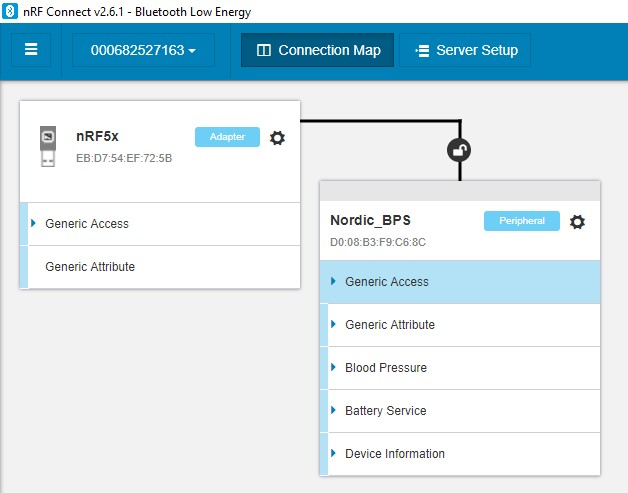 nRF Connect v2.6.1 - Bluetooth Low Energy
000682527163
Connection Map
Server Setup
nRF5x
Adapter
EB:D7:54:EF:72:5B
Generic Access
Generic Attribute
Nordic_BPS
Peripheral
D0:08:B3:F9:C6:8C
Generic Access
Generic Attribute
Blood Pressure
Battery Service
Device Information